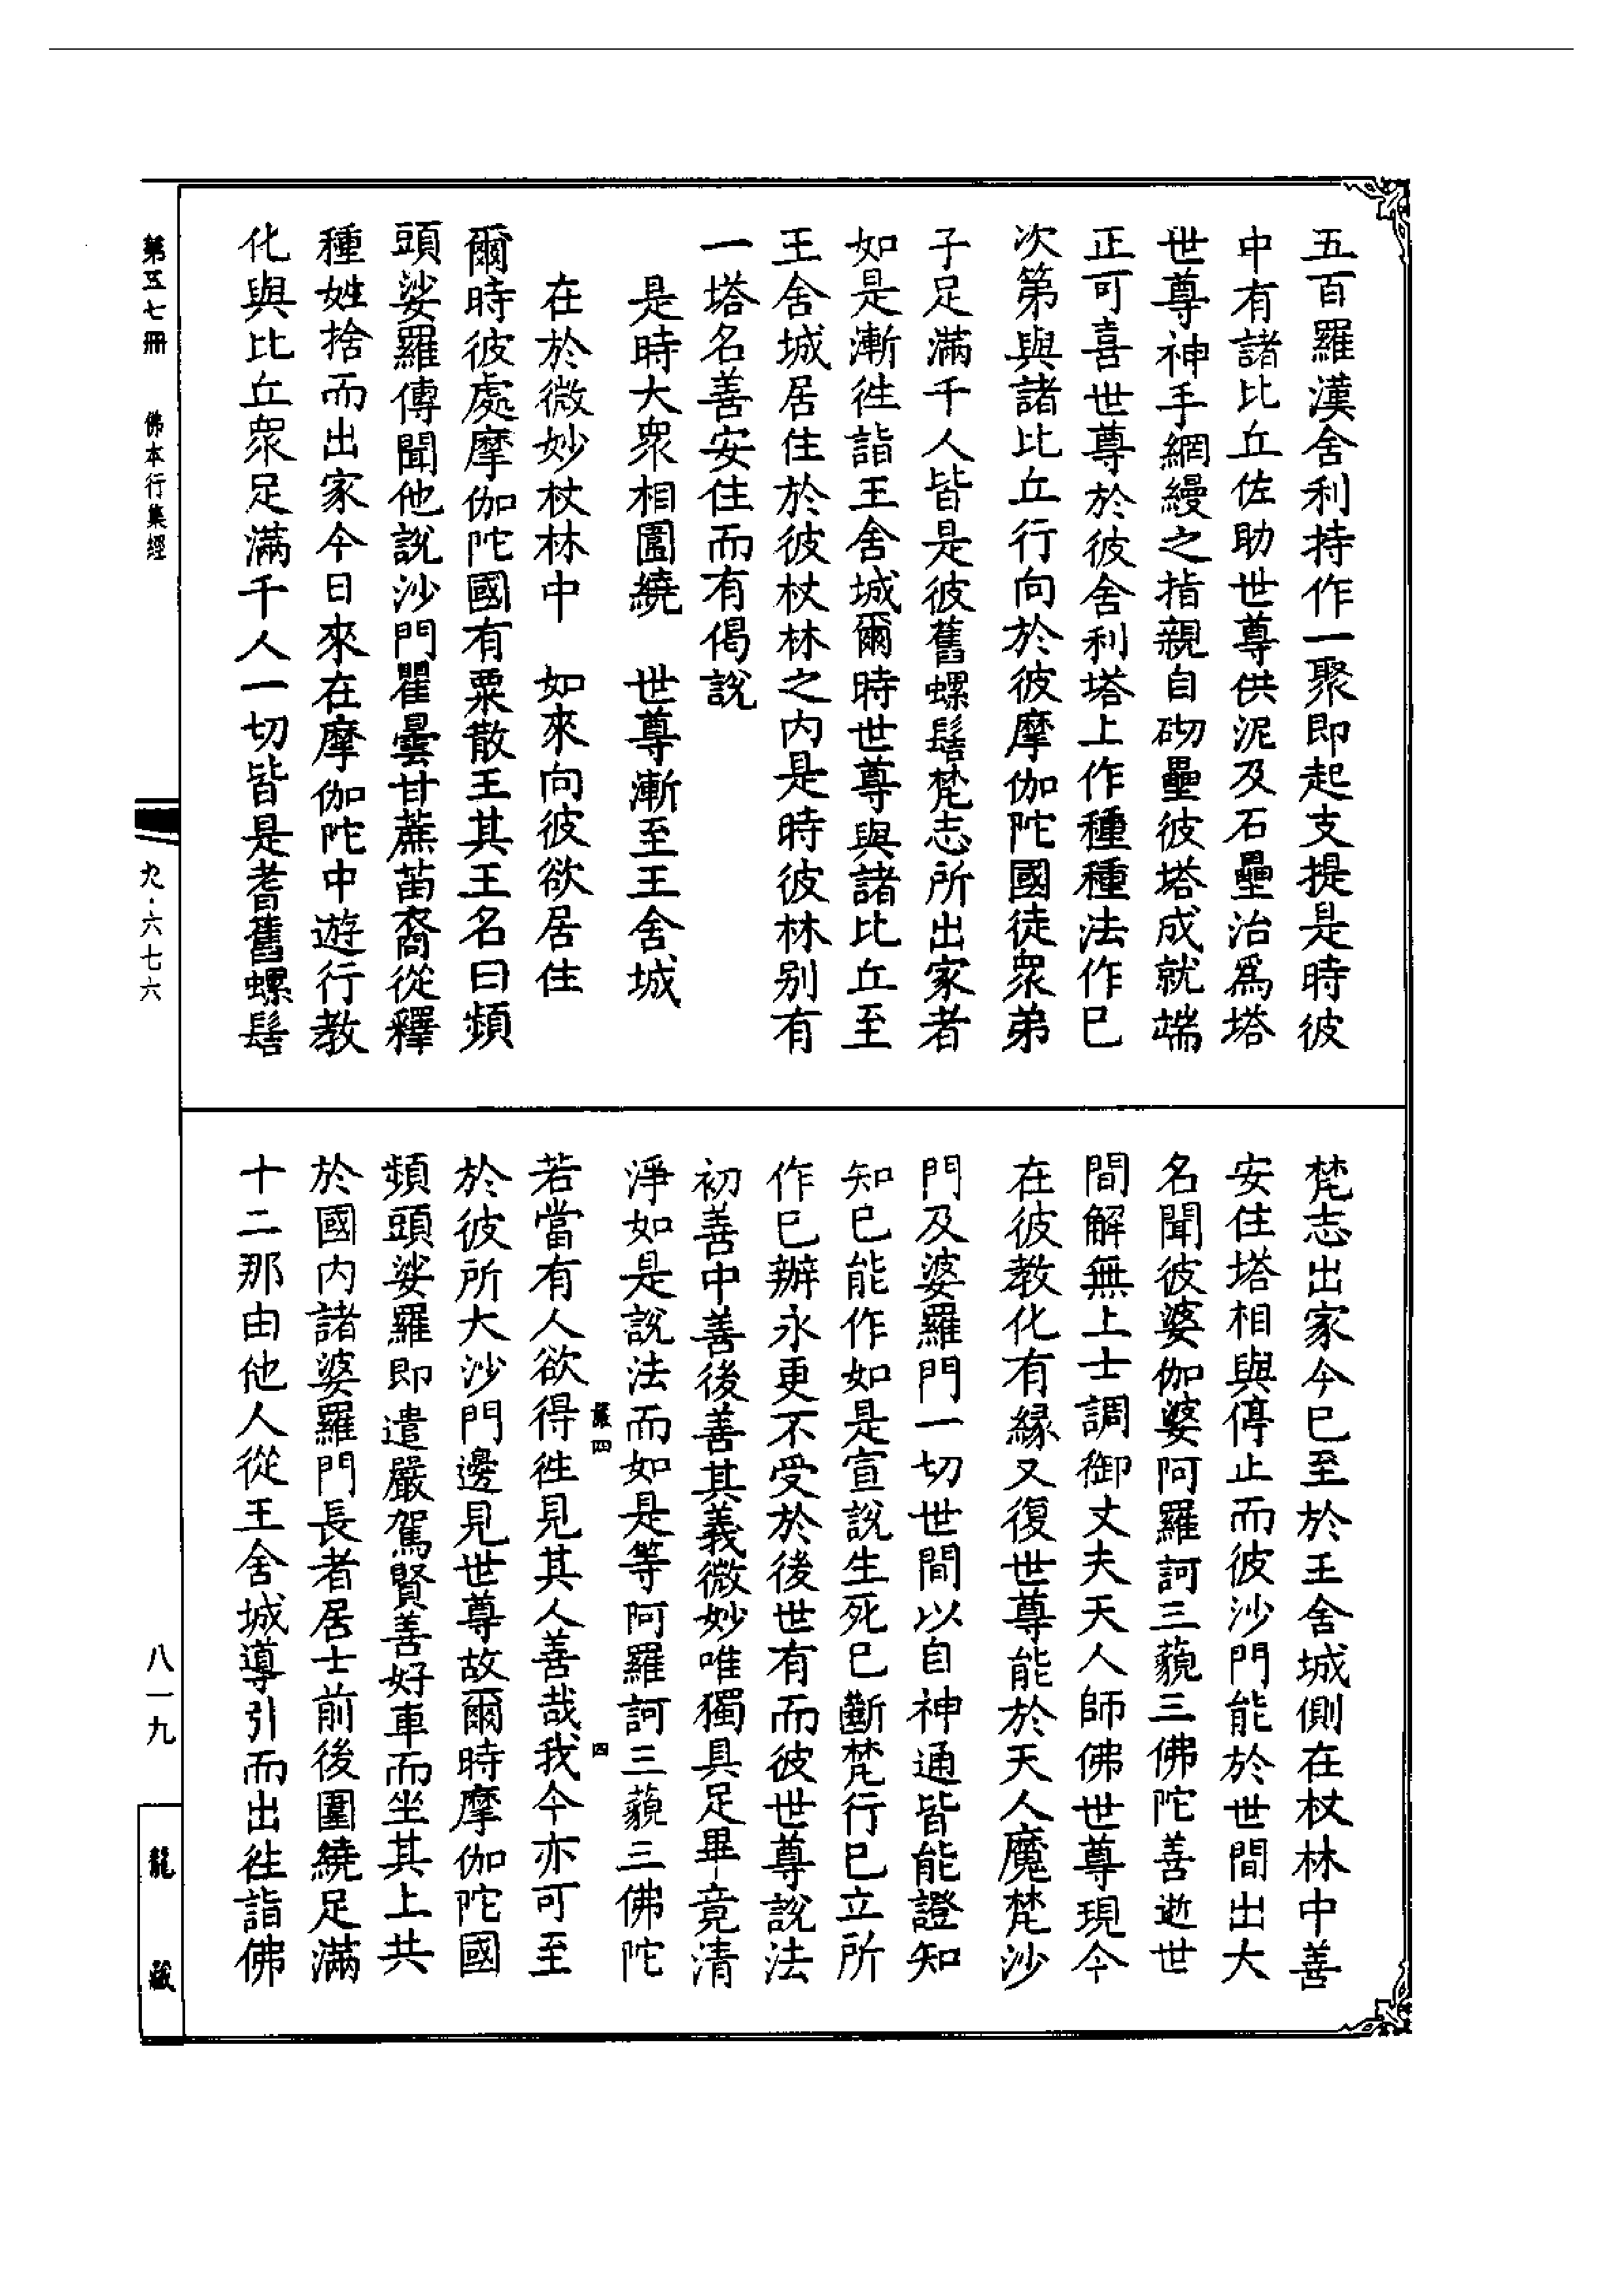 五百羅漢舍利持作一聚即起支提是時彼
中有諸比丘佐助世尊供泥及石壘治爲塔
世尊神手網縵之指親自砌壘彼塔成就端
正可喜世尊於彼舍利塔上作種種法作已
次第與諸比丘行向於彼摩伽陀國徒衆弟
子足滿千人皆是彼舊螺髻梵志所出家者
如是漸徃詣王舍城爾時世尊與諸比丘至
王舍城居住於彼杖林之内是時彼林别有
一塔名善安住而有偈說
是時大衆相圍繞　世尊漸至王舍城
在於微妙杖林中　如來向彼欲居住
爾時彼處摩伽陀國有粟散王其王名曰頻
頭娑羅傳聞他說沙門瞿曇甘蔗苗裔從釋
種姓捨而出家今日來在摩伽陀中遊行教
化與比丘衆足滿千人一切皆是耆舊螺髻
梵志出家今已至於王舍城側在杖林中善
安住塔相與停止而彼沙門能於世間出大
名聞彼婆伽婆阿羅訶三藐三佛陀善逝世
間解無上士調御丈夫天人師佛世尊現今
在彼教化有緣又復世尊能於天人魔梵沙
門及婆羅門一切世間以自神通皆能證知
知已能作如是宣說生死已斷梵行已立所
作已辦永更不受於後世有而彼世尊說法
初善中善後善其義微妙唯獨具足畢竟清
淨如是說法而如是等阿羅訶三藐三佛陀
嚴四　四
若當有人欲得徃見其人善哉我今亦可至
於彼所大沙門邊見世尊故爾時摩伽陀國
頻頭娑羅即遣嚴駕賢善好車而坐其上共
於國内諸婆羅門長者居士前後圍繞足滿
十二那由他人從王舍城導引而出徃詣佛
第五七冊　佛本行集經
九·六七六
八一九
龍藏